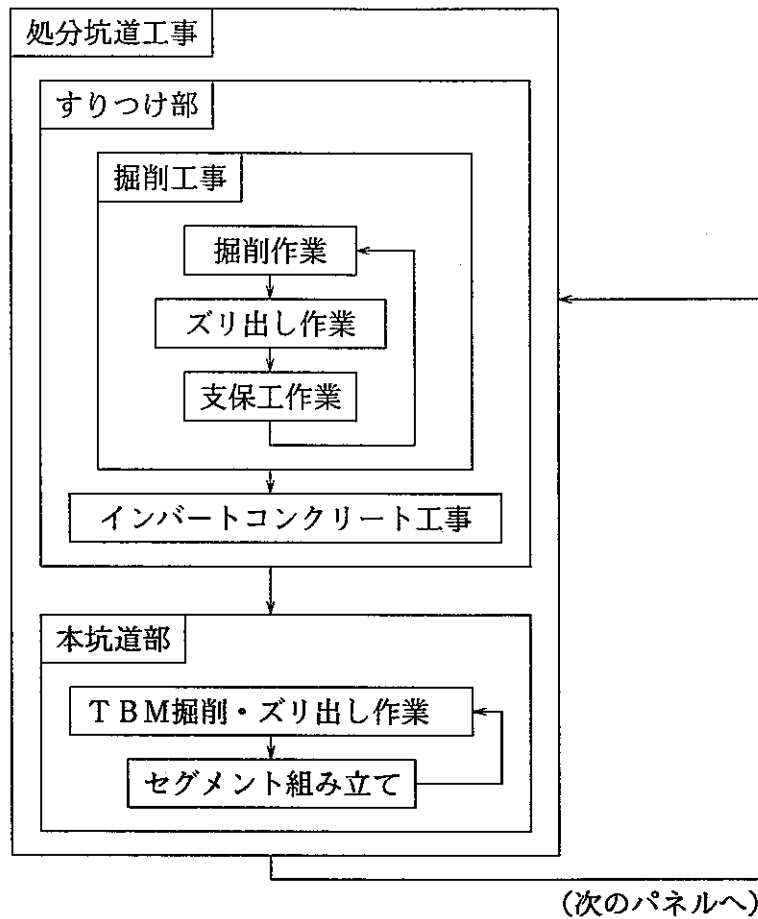 処分坑道工事
すりつけ部
掘削工事
掘削作業
ズリ出し作業
支保工作業
インバートコンクリート工事
本坑道部
ＴＢＭ掘削・ズリ出し作業
セグメント組み立て
(次のパネルへ)